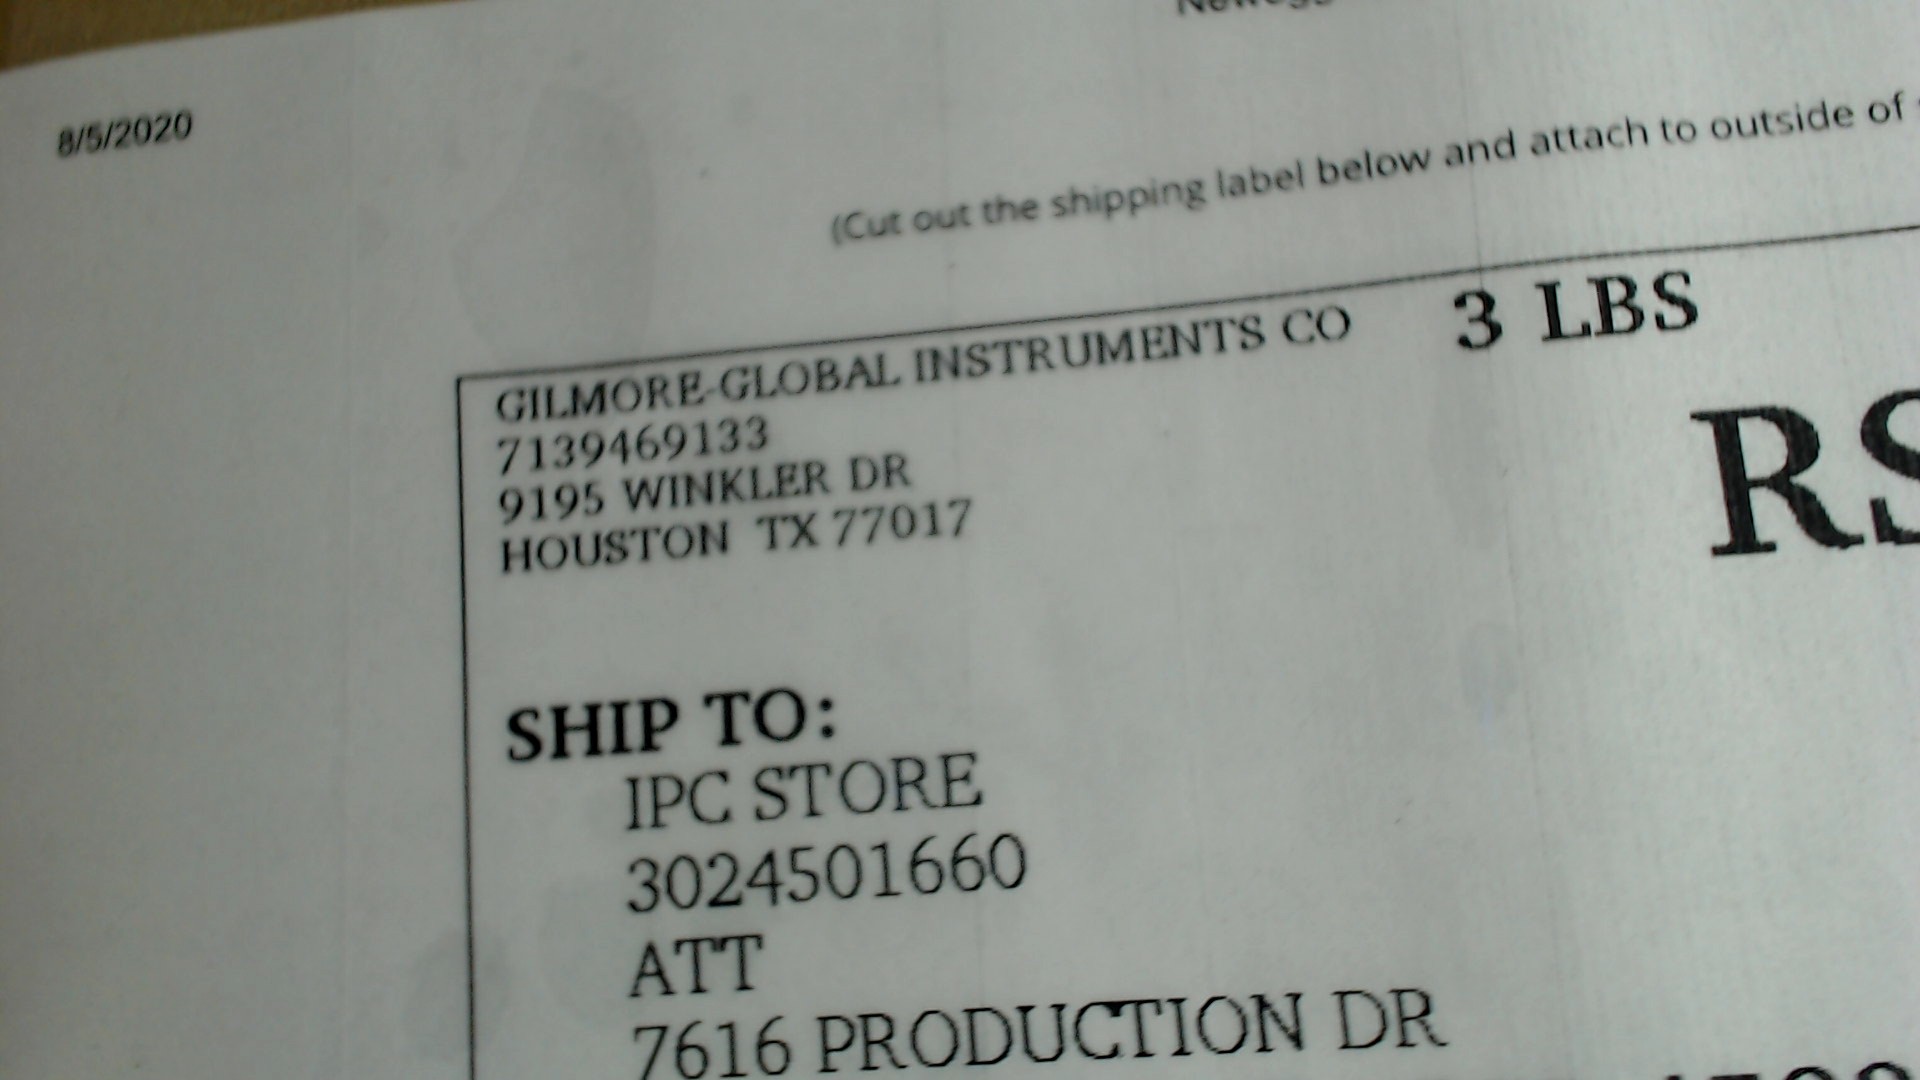 8/5/2020
(Cut out the shipping label below and attach to outside of
GILMORE-GLOBAL INSTRUMENTS CO 3 LBS
7139469133
9195 WINKLER DR
HOUSTON TX 77017
RS
SHIP TO:
IPC STORE
3024501660
ATT
7616 PRODUCTION DR